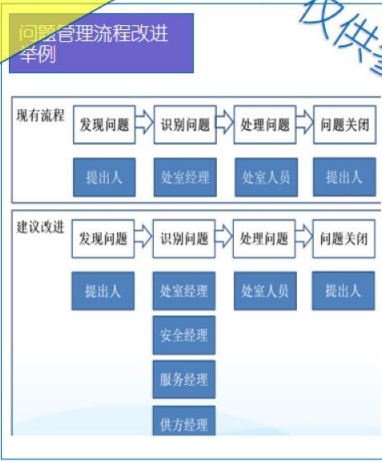 问题管理流程改进
举例
仅供
现有流程
发现问题 识别问题 处理问题 问题关闭
提出人 处室经理 处室人员 提出人
建议改进
发现问题 识别问题 处理问题 问题关闭
提出人 处室经理 处室人员 提出人
安全经理
服务经理
供方经理